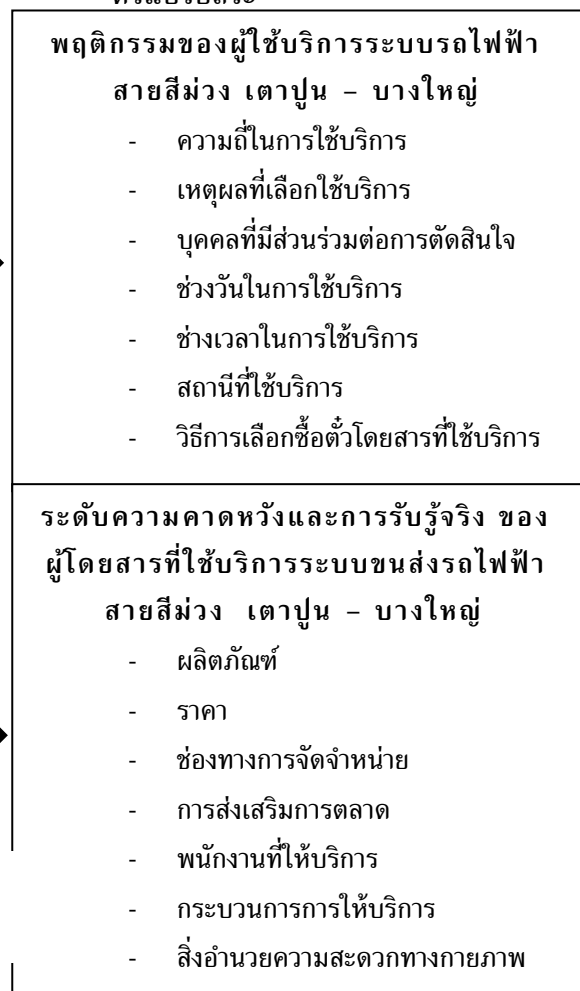 พฤติกรรมของผู้ใช้บริการระบบรถไฟฟ้า
สายสีม่วง เตาปูน – บางใหญ่
- ความถี่ในการใช้บริการ
- เหตุผลที่เลือกใช้บริการ
- บุคคลที่มีส่วนร่วมต่อการตัดสินใจ
- ช่วงวันในการใช้บริการ
- ช่างเวลาในการใช้บริการ
- สถานีที่ใช้บริการ
- วิธีการเลือกซื้อตั๋วโดยสารที่ใช้บริการ
ระดับความคาดหวังและการรับรู้จริง ของ
ผู้โดยสารที่ใช้บริการระบบขนส่งรถไฟฟ้า
สายสีม่วง เตาปูน – บางใหญ่
- ผลิตภัณฑ์
- ราคา
- ช่องทางการจัดจำหน่าย
- การส่งเสริมการตลาด
- พนักงานที่ให้บริการ
- กระบวนการการให้บริการ
- สิ่งอำนวยความสะดวกทางกายภาพ